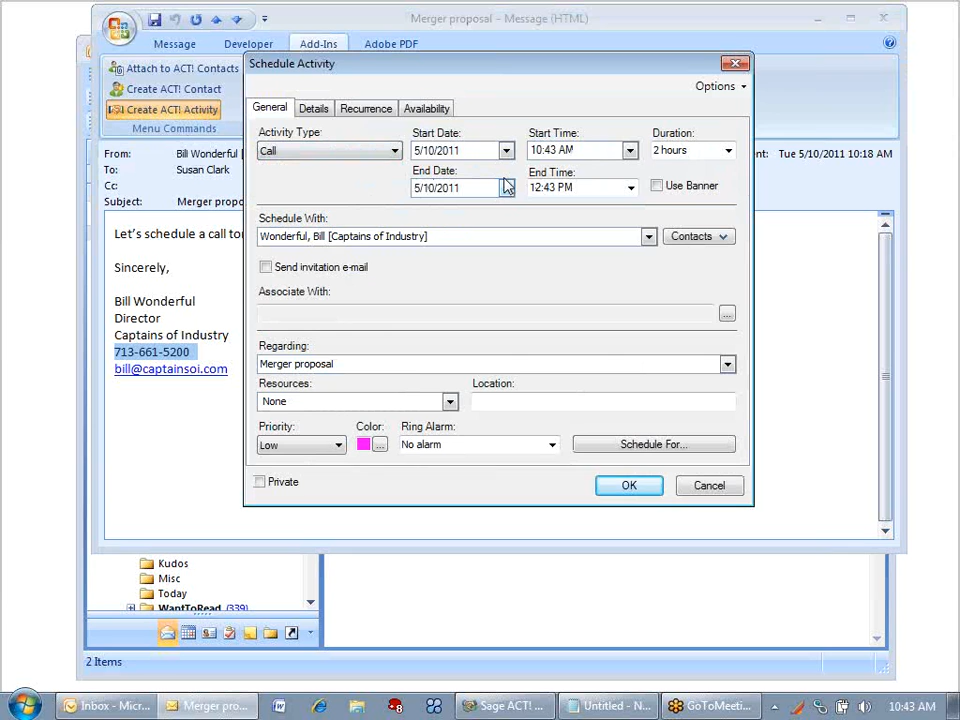 Merger proposal - Message (HTML)
Message
Developer
Add-Ins
Adobe PDF
Attach to ACT! Contacts
Create ACT! Contact
Create ACT! Activity
Menu Commands
Schedule Activity
Options
General
Details
Recurrence
Availability
Activity Type:
Start Date:
Start Time:
Duration:
Call
5/10/2011
10:43 AM
2 hours
End Date:
End Time:
5/10/2011
12:43 PM
Use Banner
Schedule With:
Wonderful, Bill [Captains of Industry]
Contacts
Send invitation e-mail
Associate With:
...
Regarding:
Merger proposal
Resources:
Location:
None
Priority:
Color:
Ring Alarm:
Low
...
No alarm
Schedule For...
Private
OK
Cancel
From:
Bill Wonderful [
Tue 5/10/2011 10:18 AM
To:
Susan Clark
Cc:
Subject:
Merger propo
Let's schedule a call to
Sincerely,
Bill Wonderful
Director
Captains of Industry
713-661-5200
bill@captainsoi.com
Kudos
Misc
Today
WantToRead (339)
2 Items
Inbox - Micr...
Merger pro...
Sage ACT! ...
Untitled - N...
GoToMeeti...
10:43 AM